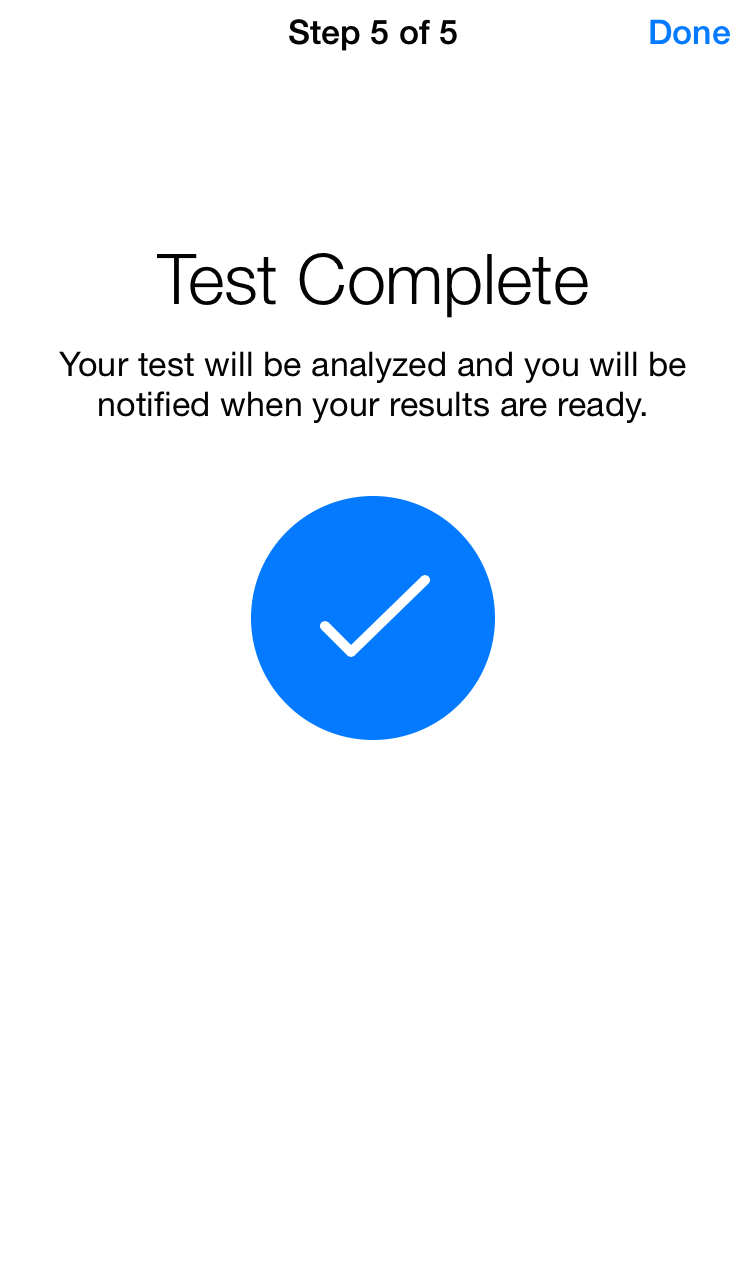 Step 5 of 5
Done
Test Complete
Your test will be analyzed and you will be
notified when your results are ready.